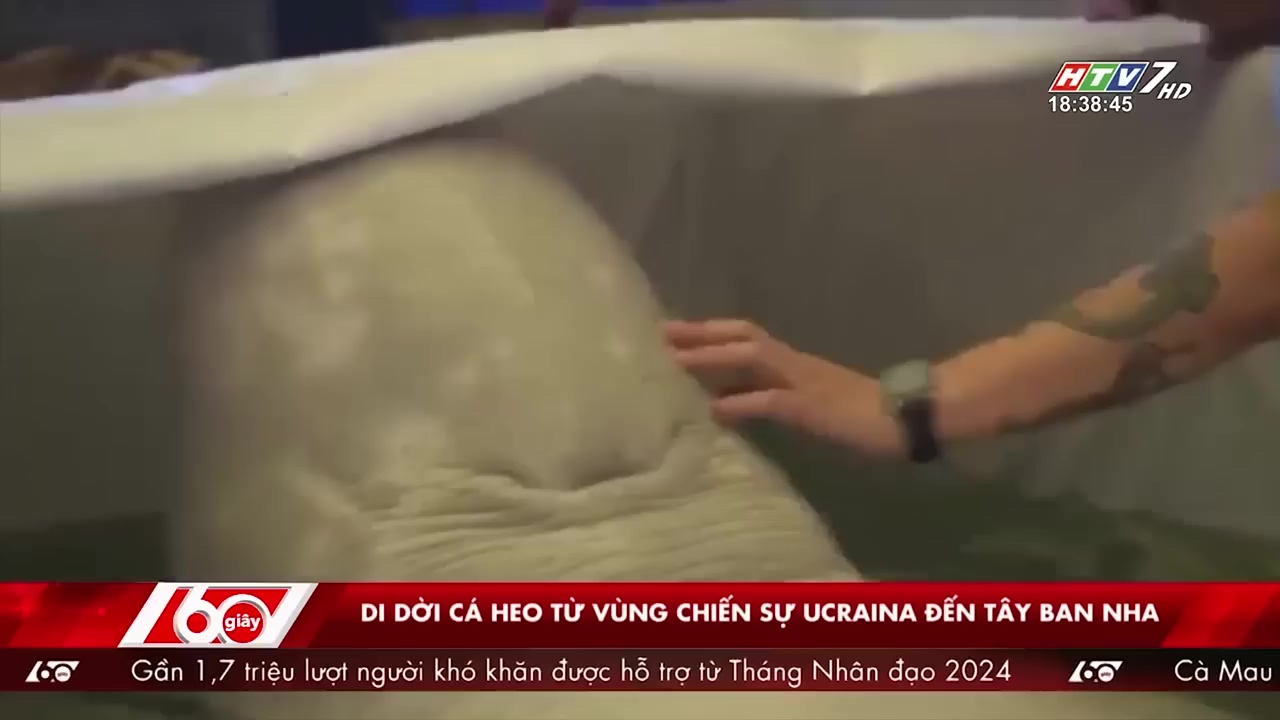 HTV7 HD
18:38:45
60 giây
DI DỜI CÁ HEO TỪ VÙNG CHIẾN SỰ UCRAINA ĐẾN TÂY BAN NHA
60 giây Gần 1,7 triệu lượt người khó khăn được hỗ trợ từ Tháng Nhân đạo 2024 60 giây Cà Mau